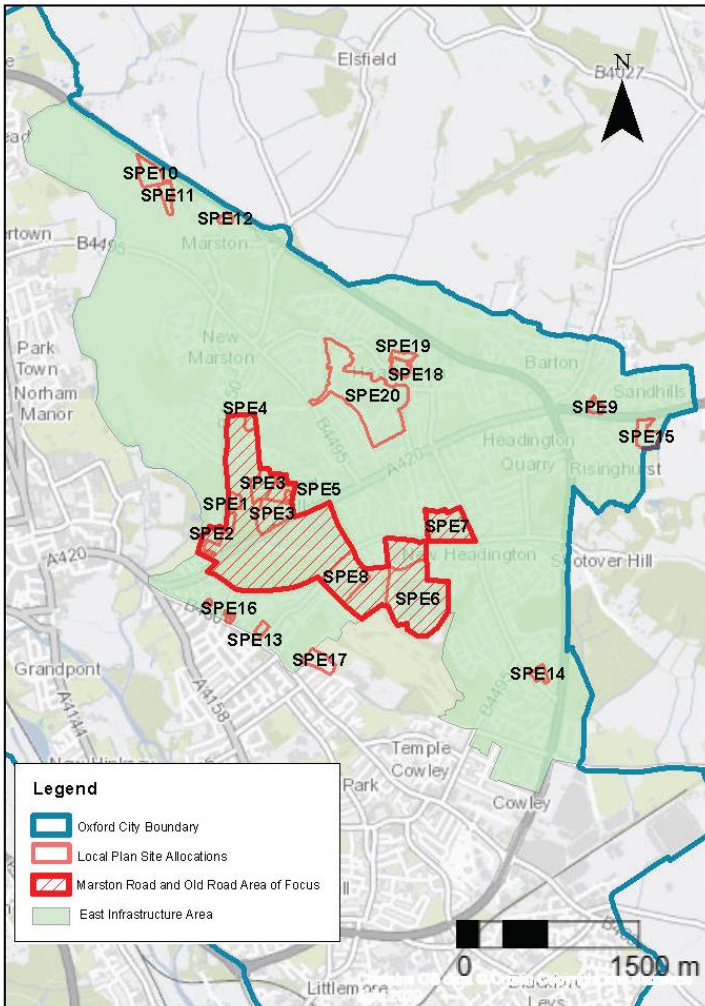 Elsfield
N
B4027
SPE10
SPE11
SPE12
B4495
Marston
New
Marston
Park
Town
Norham
Manor
SPE19
SPE18
SPE20
Barton
Sandhills
SPE9
SPE15
Risinghurst
SPE4
B4495
A420
Headington
Quarry
SPE3
SPE5
SPE1
SPE3
SPE2
SPE7
New Headington
A420
SPE8
SPE6
SPE16
SPE13
Grandpont
SPE17
SPE14
A4158
A4144
Temple
Cowley
Park
Cowley
Legend
Oxford City Boundary
Local Plan Site Allocations
Marston Road and Old Road Area of Focus
East Infrastructure Area
0 1500 m
Littlemore
Leys